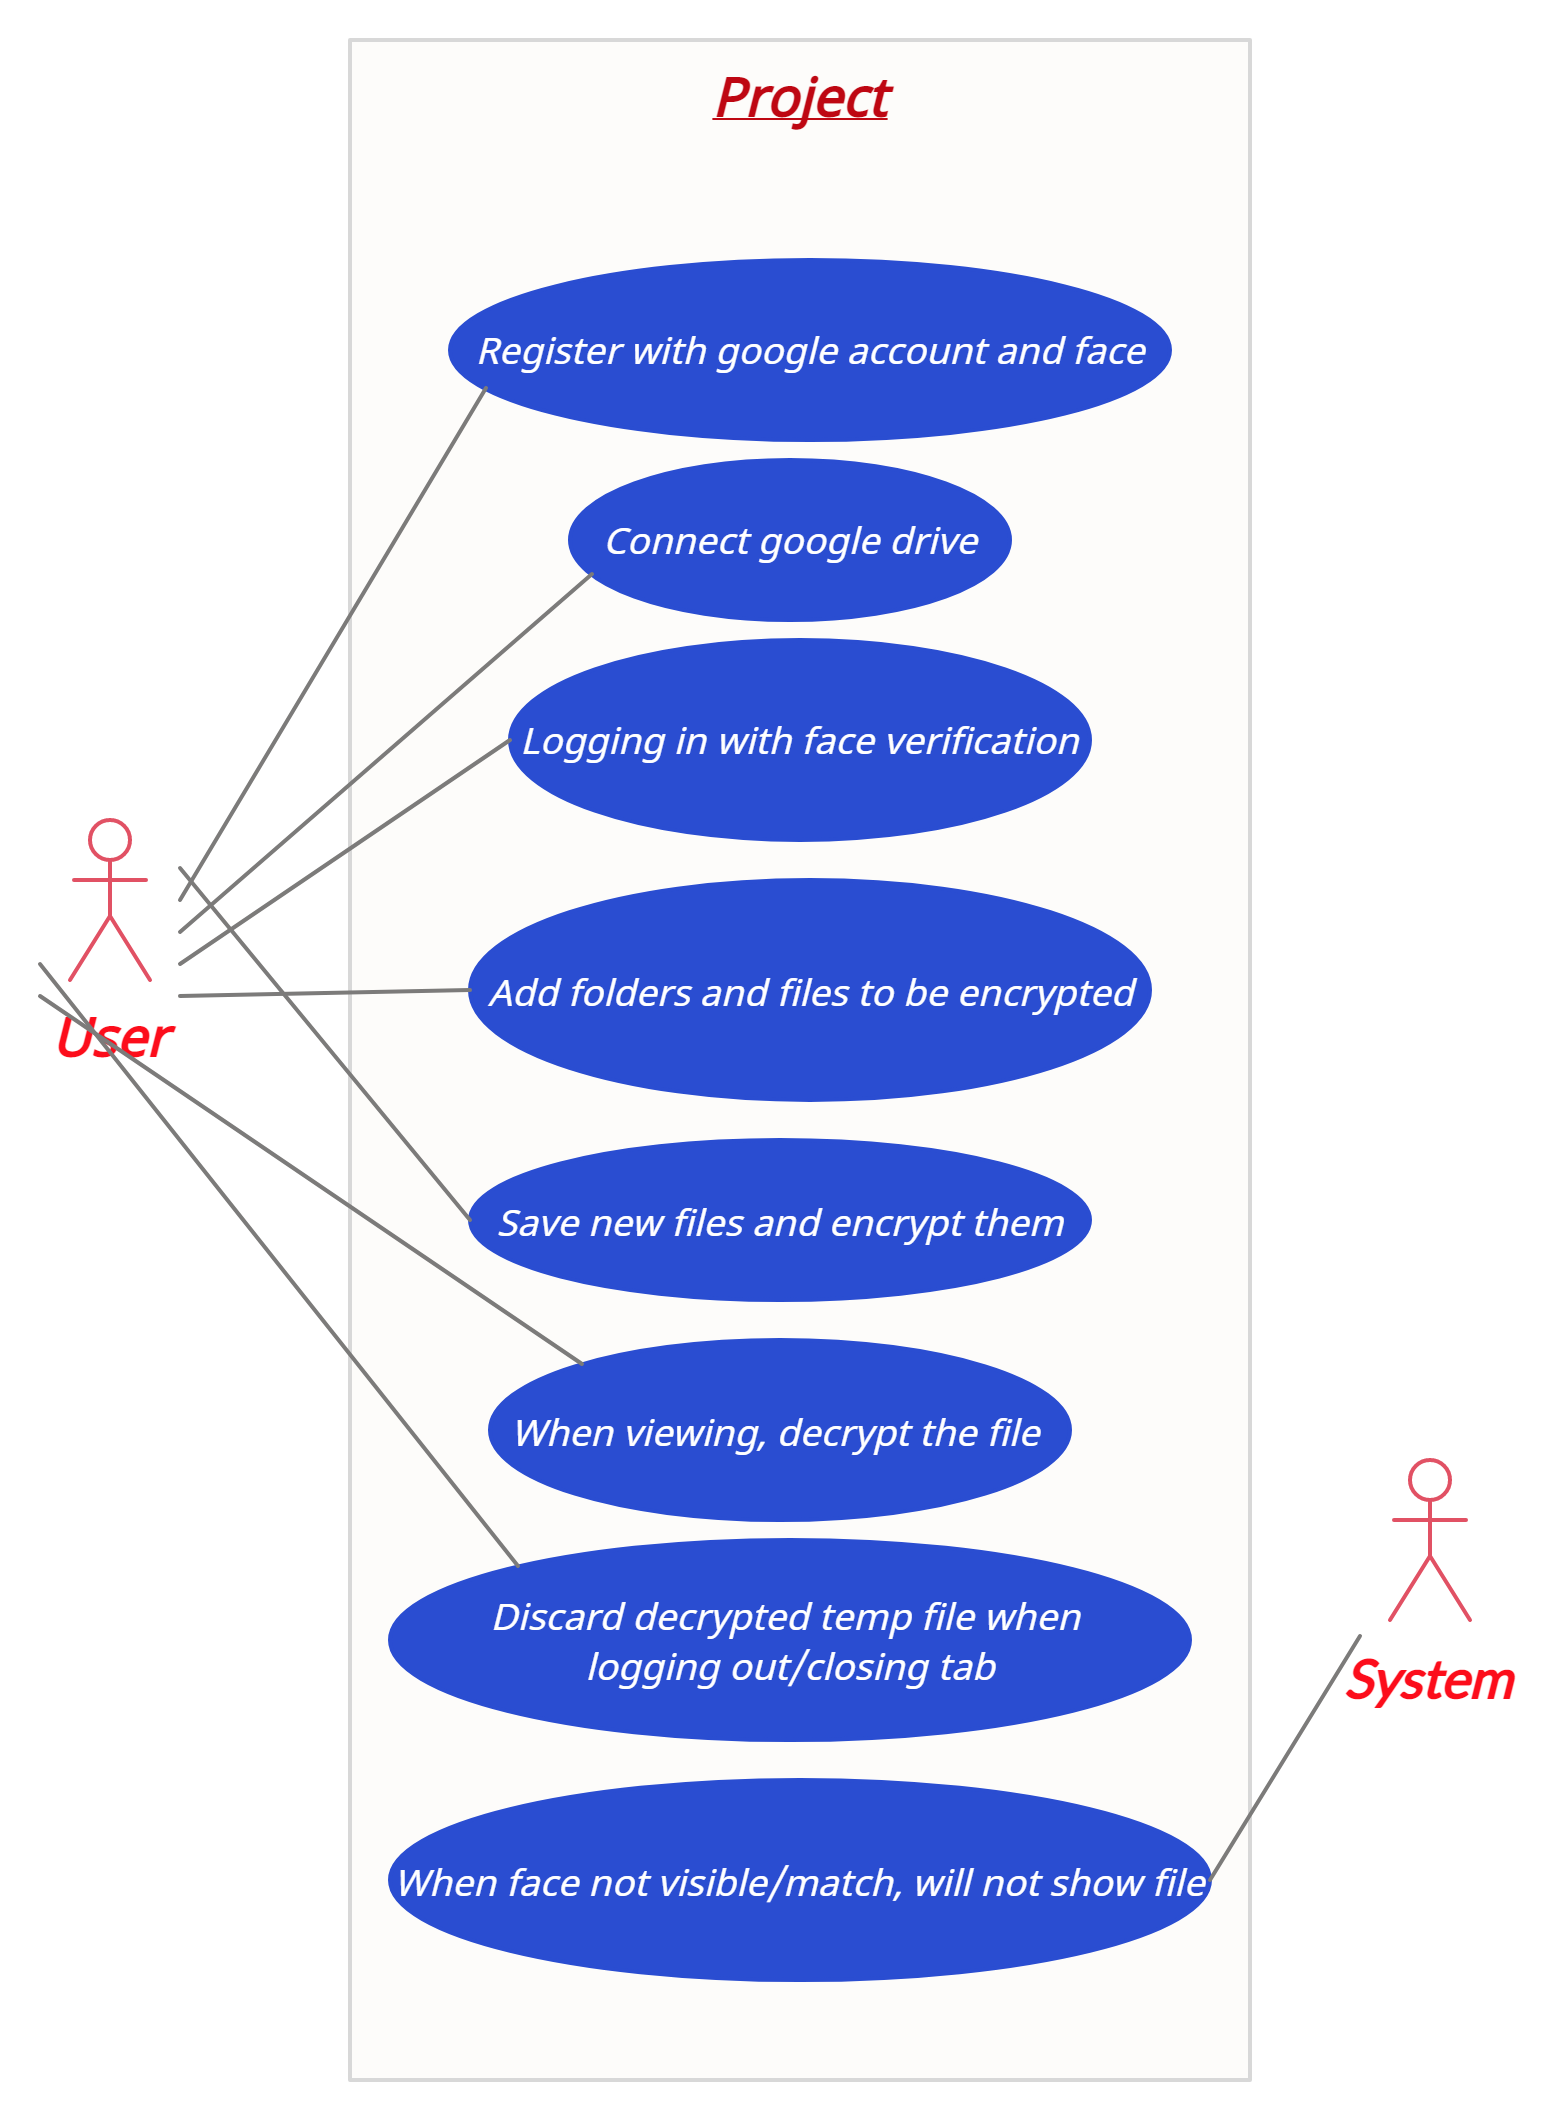 Project
Register with google account and face
Connect google drive
Logging in with face verification
Add folders and files to be encrypted
User
Save new files and encrypt them
When viewing, decrypt the file
Discard decrypted temp file when
logging out/closing tab
System
When face not visible/match, will not show file